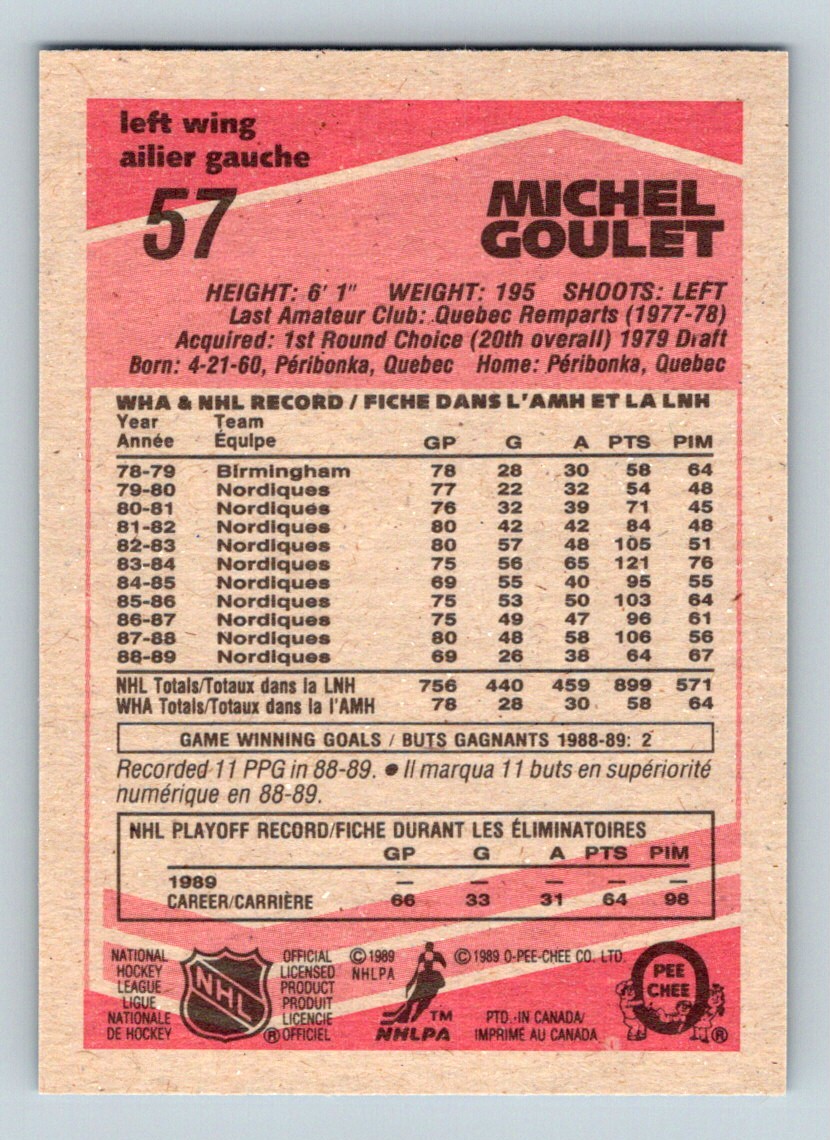 left wing
ailier gauche
57
MICHEL
GOULET
HEIGHT: 6' 1" WEIGHT: 195 SHOOTS: LEFT
Last Amateur Club: Quebec Remparts (1977-78)
Acquired: 1st Round Choice (20th overall) 1979 Draft
Born: 4-21-60, Péribonka, Quebec Home: Péribonka, Quebec
WHA & NHL RECORD / FICHE DANS L'AMH ET LA LNH
Year Team
Année Équipe GP G A PTS PIM
78-79 Birmingham 78 28 30 58 64
79-80 Nordiques 77 22 32 54 48
80-81 Nordiques 76 32 39 71 45
81-82 Nordiques 80 42 42 84 48
82-83 Nordiques 80 57 48 105 51
83-84 Nordiques 75 56 65 121 76
84-85 Nordiques 69 55 40 95 55
85-86 Nordiques 75 53 50 103 64
86-87 Nordiques 75 49 47 96 61
87-88 Nordiques 80 48 58 106 56
88-89 Nordiques 69 26 38 64 67
NHL Totals/Totaux dans la LNH 756 440 459 899 571
WHA Totals/Totaux dans la l'AMH 78 28 30 58 64
GAME WINNING GOALS / BUTS GAGNANTS 1988-89: 2
Recorded 11 PPG in 88-89. ● Il marqua 11 buts en supériorité
numérique en 88-89.
NHL PLAYOFF RECORD/FICHE DURANT LES ÉLIMINATOIRES
GP G A PTS PIM
1989 — — — — —
CAREER/CARRIÈRE 66 33 31 64 98
NATIONAL
HOCKEY
LEAGUE
LIGUE
NATIONALE
DE HOCKEY
NHL
®
OFFICIAL
LICENSED
PRODUCT
PRODUIT
LICENCIE
OFFICIEL
© 1989
NHLPA
TM
NHLPA
© 1989 O-PEE-CHEE CO. LTD.
PTD. IN CANADA/
IMPRIMÉ AU CANADA
PEE
CHEE
®